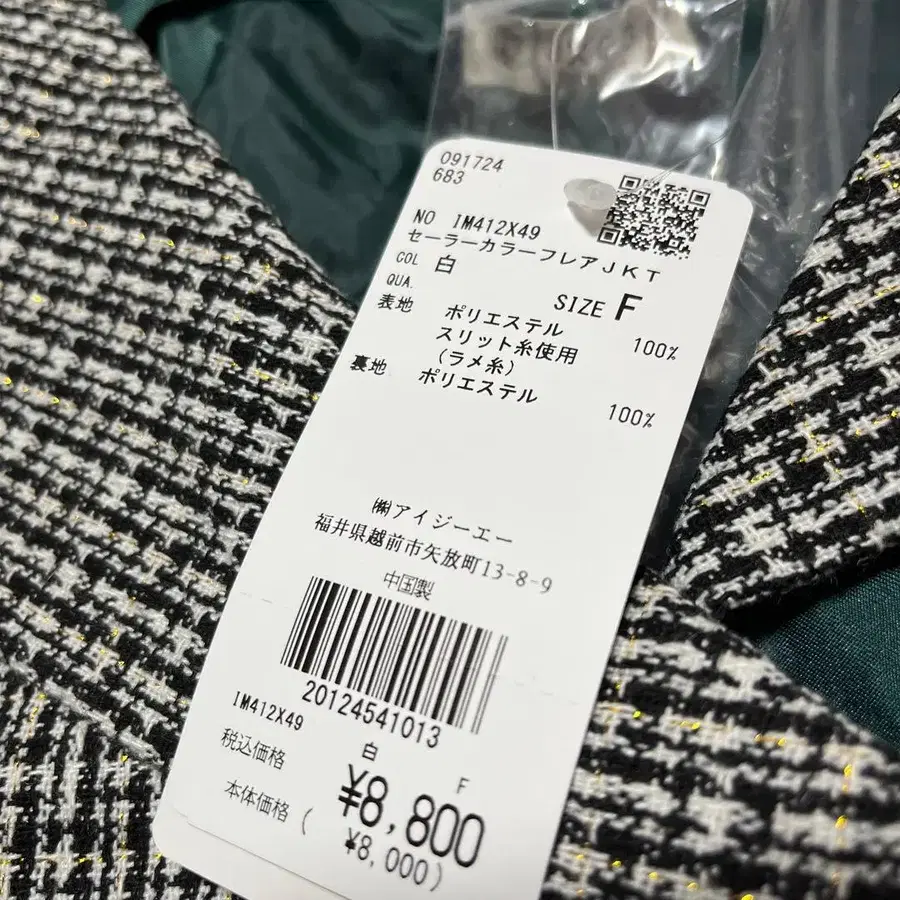 091724
683
NO IM412X49
セーラーカラーフレアJKT
COL 白
QUA. SIZE F
表地 ポリエステル 100%
スリット糸使用
(ラメ糸)
裏地 ポリエステル 100%
㈱アイジーエー
福井県越前市矢放町13-8-9
中国製
20124541013
IM412X49 白 F
税込価格 ¥8,800
本体価格 ( ¥8,000)